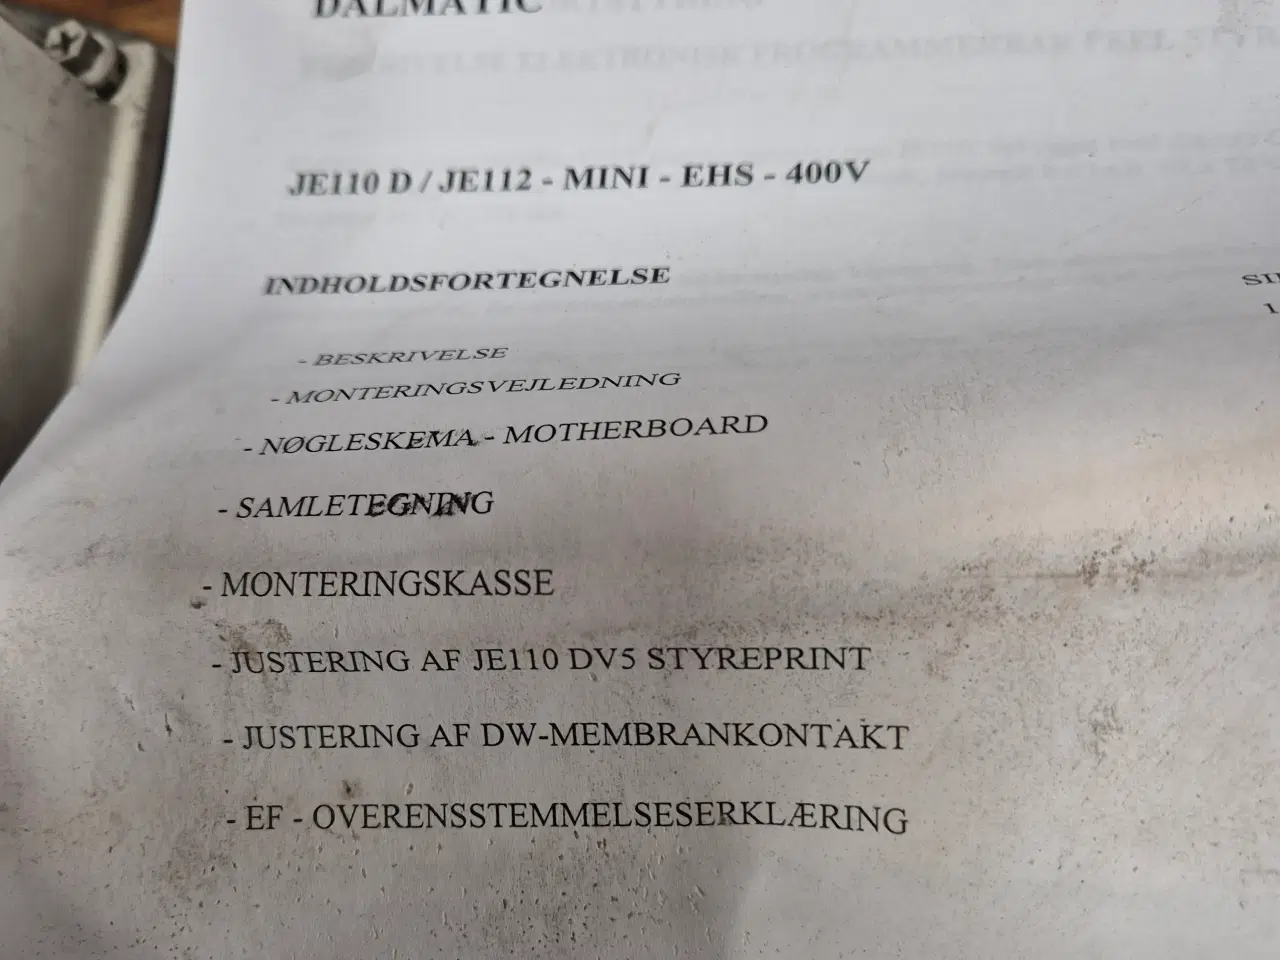 DALMATIC
JE110 D / JE112 - MINI - EHS - 400V
INDHOLDSFORTEGNELSE
- BESKRIVELSE
1
- MONTERINGSVEJLEDNING
- NØGLESKEMA - MOTHERBOARD
- SAMLETEGNING
- MONTERINGSKASSE
- JUSTERING AF JE110 DV5 STYREPRINT
- JUSTERING AF DW-MEMBRANKONTAKT
- EF - OVERENSSTEMMELSESERKLÆRING